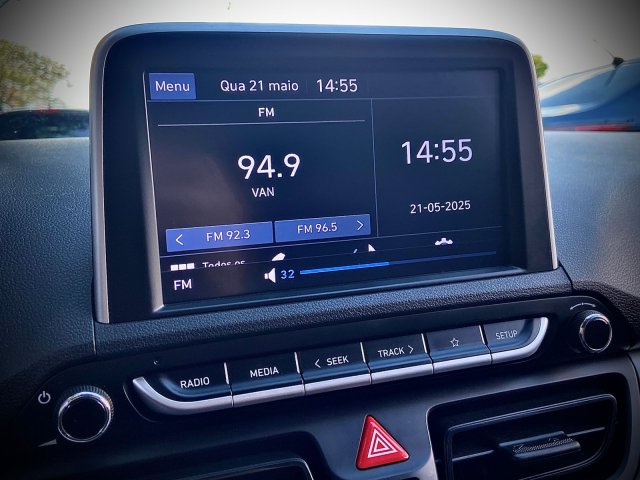 Menu Qua 21 maio 14:55
FM
94.9
VAN
FM 92.3 FM 96.5
14:55
21-05-2025
FM 32
RADIO MEDIA SEEK TRACK SETUP